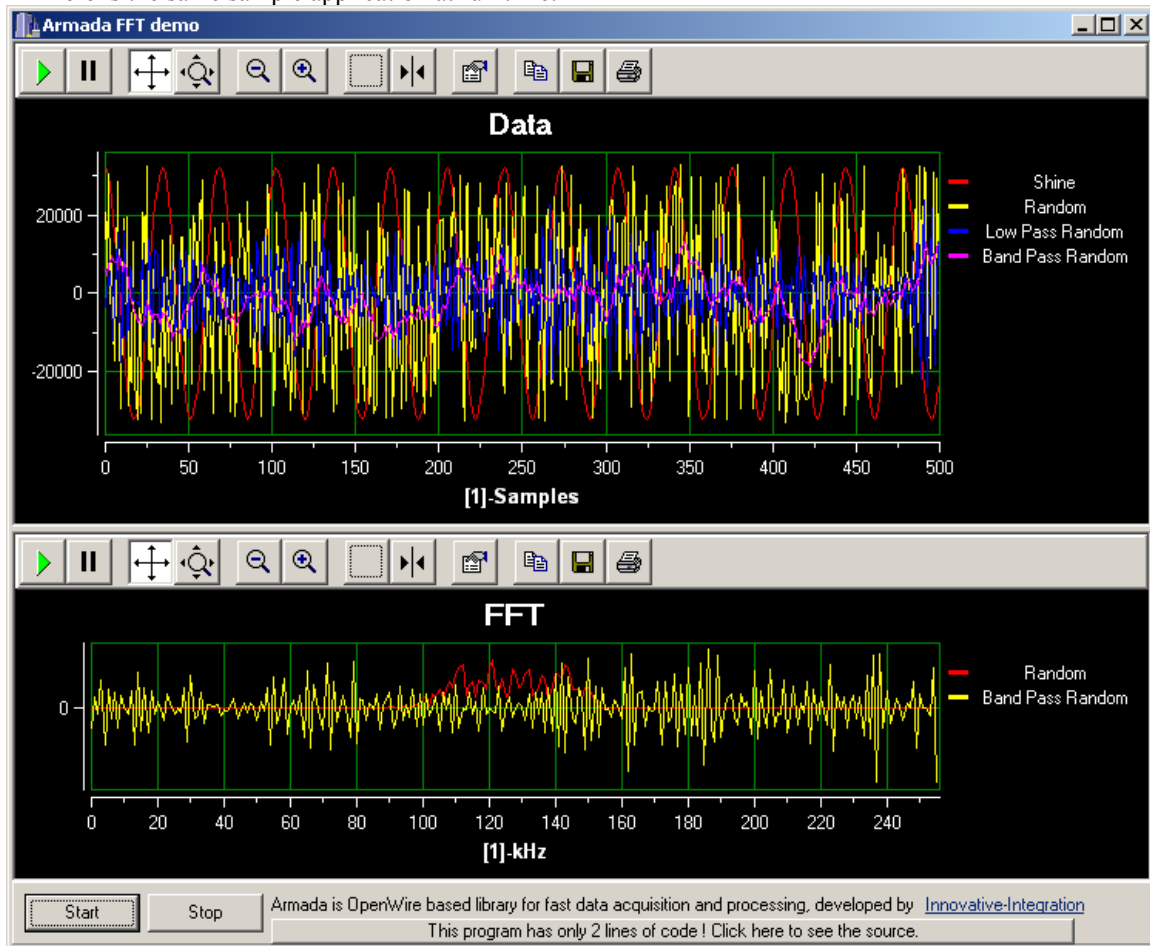 Armada FFT demo
Data
20000
0
-20000
0 50 100 150 200 250 300 350 400 450 500
[1]-Samples
Shine
Random
Low Pass Random
Band Pass Random
FFT
0
0 20 40 60 80 100 120 140 160 180 200 220 240
[1]-kHz
Random
Band Pass Random
Start
Stop
Armada is OpenWire based library for fast data acquisition and processing, developed by Innovative-Integration
This program has only 2 lines of code ! Click here to see the source.